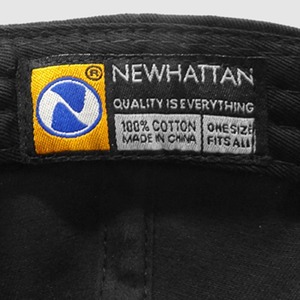 ® NEWHATTAN
QUALITY IS EVERYTHING
100% COTTON
MADE IN CHINA
ONE SIZE
FITS ALL